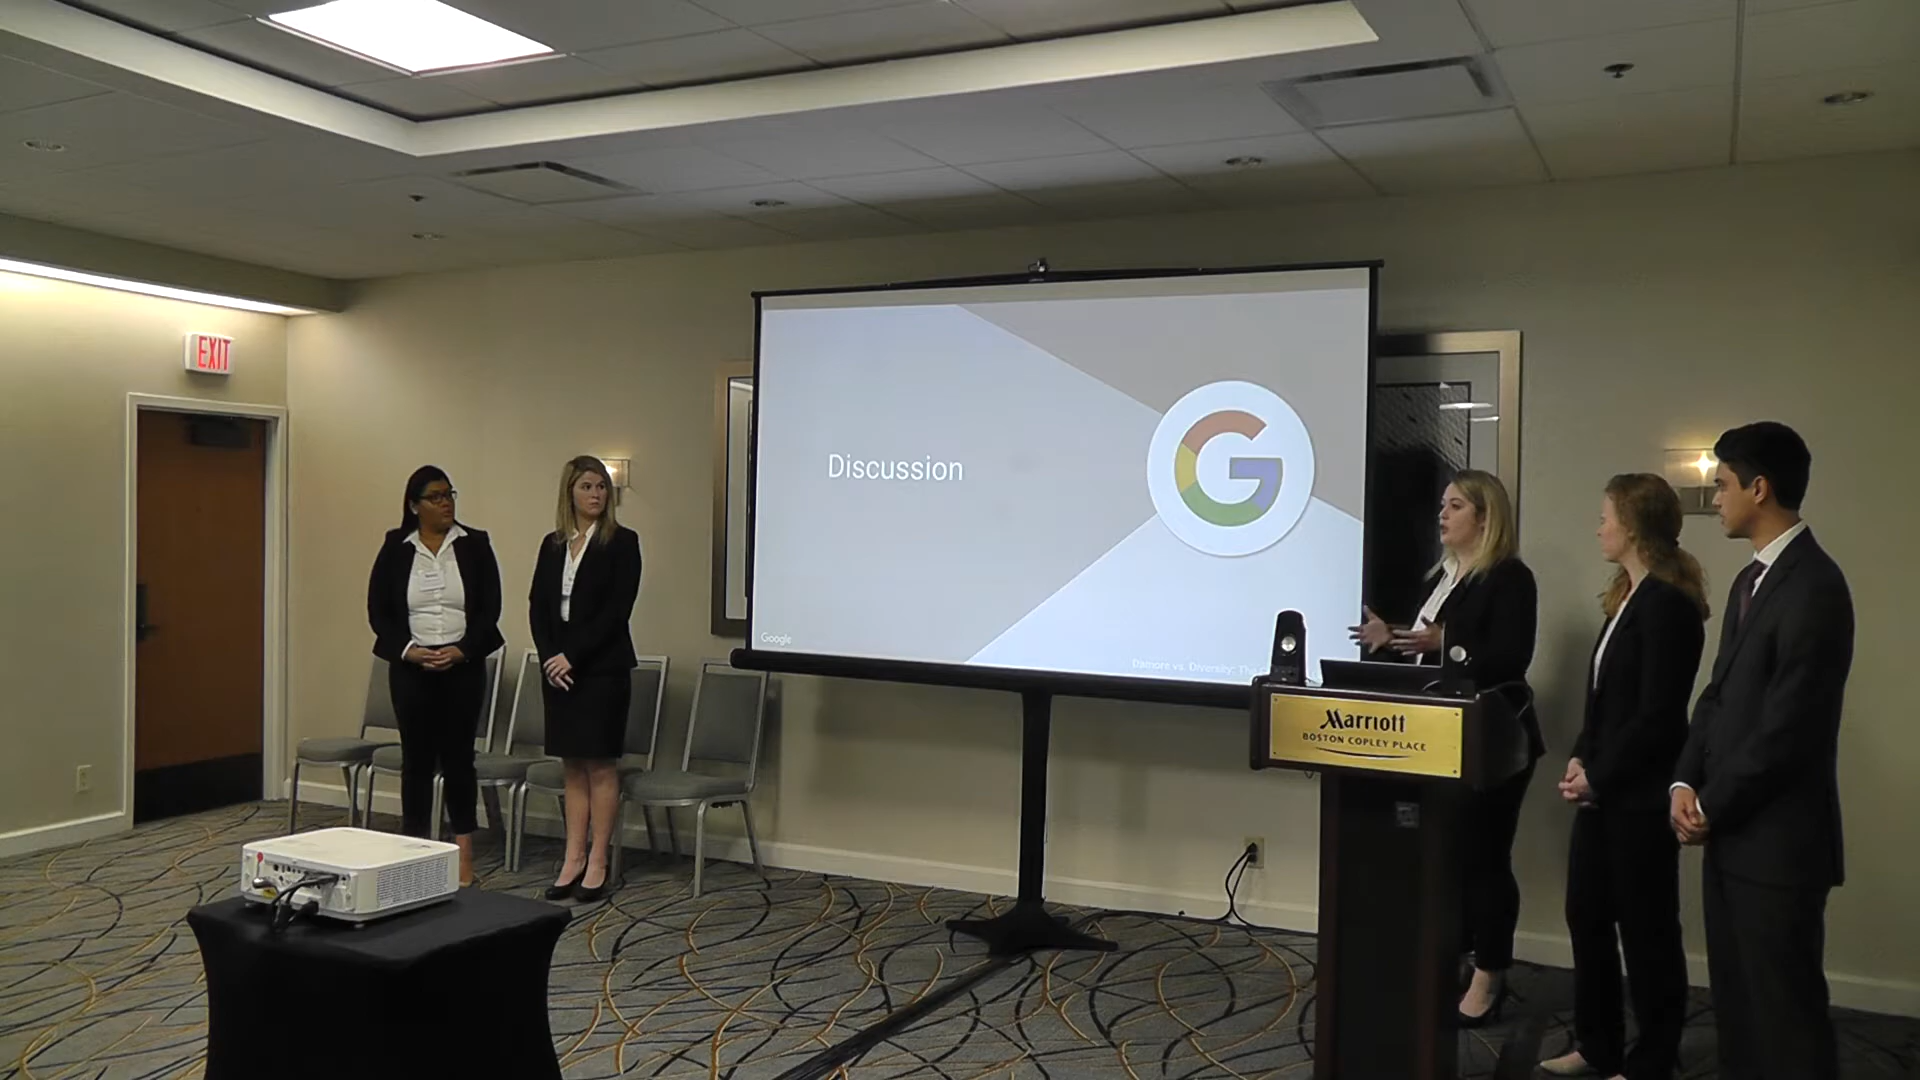 EXIT
Discussion
Google
Damore vs. Diversity: The
Marriott
BOSTON COPLEY PLACE